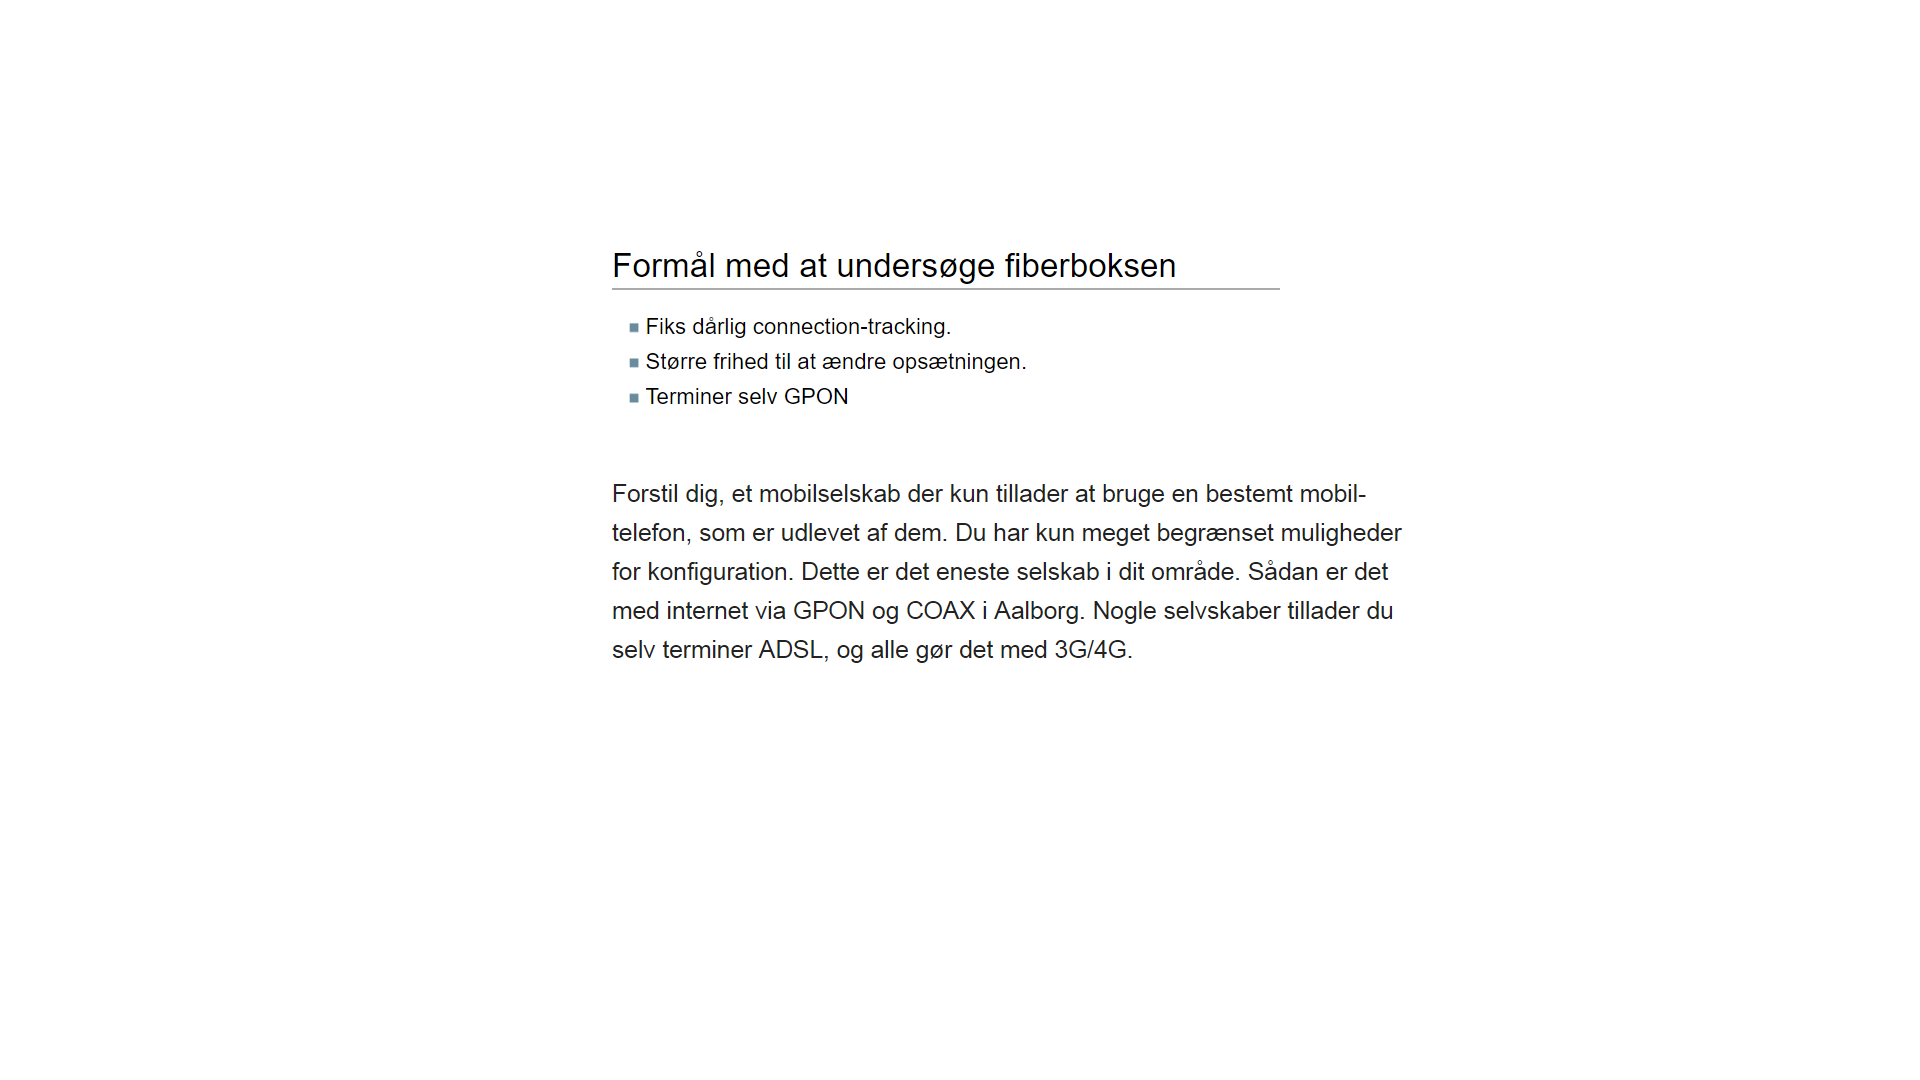 Formål med at undersøge fiberboksen
Fiks dårlig connection-tracking.
Større frihed til at ændre opsætningen.
Terminer selv GPON
Forstil dig, et mobilselskab der kun tillader at bruge en bestemt mobil-
telefon, som er udlevet af dem. Du har kun meget begrænset muligheder
for konfiguration. Dette er det eneste selskab i dit område. Sådan er det
med internet via GPON og COAX i Aalborg. Nogle selvskaber tillader du
selv terminer ADSL, og alle gør det med 3G/4G.